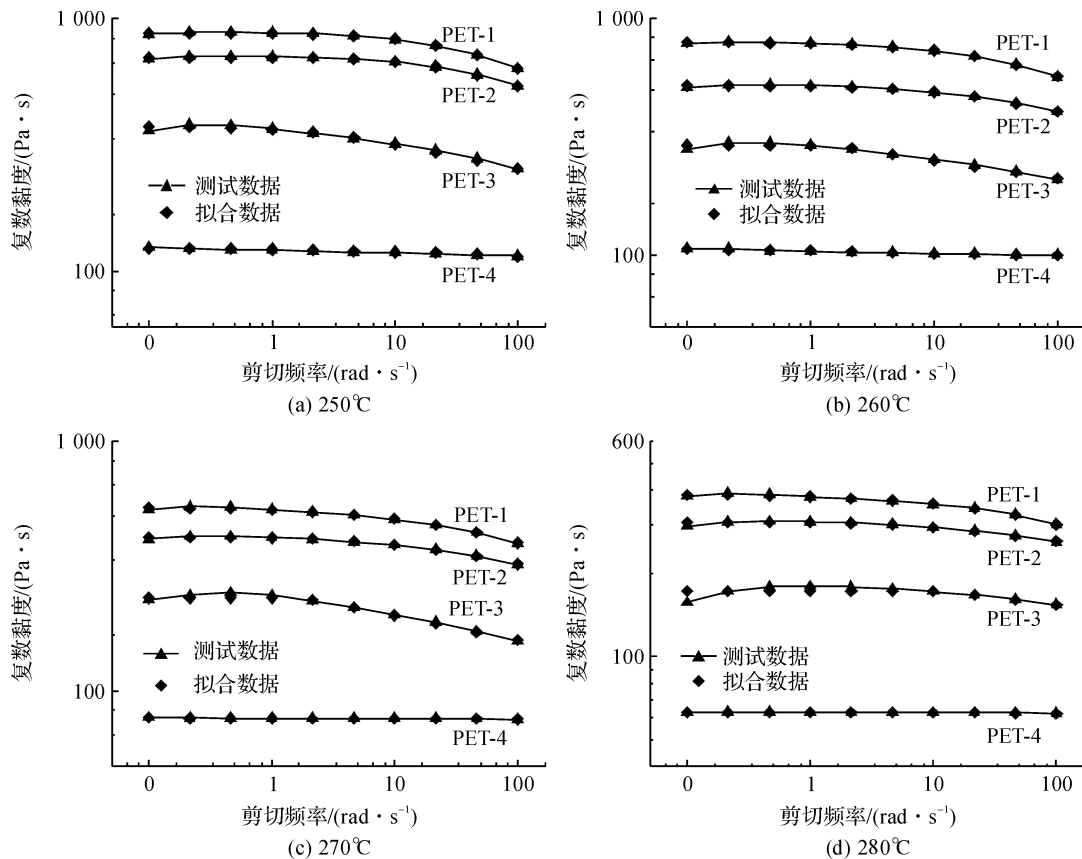 1 000
100
复数黏度/(Pa·s)
PET-1
PET-2
PET-3
PET-4
测试数据
拟合数据
0 1 10 100
剪切频率/(rad·s⁻¹)
(a) 250℃
1 000
100
复数黏度/(Pa·s)
PET-1
PET-2
PET-3
PET-4
测试数据
拟合数据
0 1 10 100
剪切频率/(rad·s⁻¹)
(b) 260℃
1 000
100
复数黏度/(Pa·s)
PET-1
PET-2
PET-3
PET-4
测试数据
拟合数据
0 1 10 100
剪切频率/(rad·s⁻¹)
(c) 270℃
600
100
复数黏度/(Pa·s)
PET-1
PET-2
PET-3
PET-4
测试数据
拟合数据
0 1 10 100
剪切频率/(rad·s⁻¹)
(d) 280℃